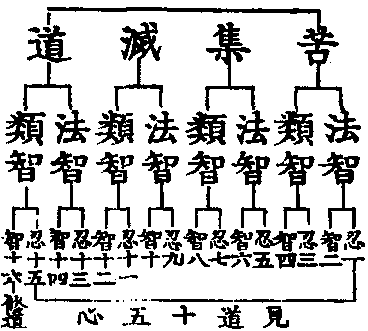 苦集滅道
法智
類智
法智
類智
法智
類智
法智
類智
忍一
智二
忍三
智四
忍五
智六
忍七
智八
忍九
智十
忍十一
智十二
忍十三
智十四
忍十五
智十六修道
見道十五心